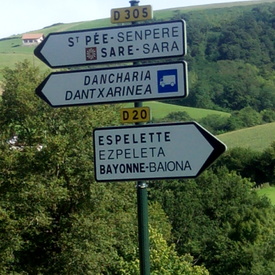 D 305
ST PÉE-SENPERE
SARE-SARA
DANCHARIA
DANTXARINEA
D 20
ESPELETTE
EZPELETA
BAYONNE-BAIONA